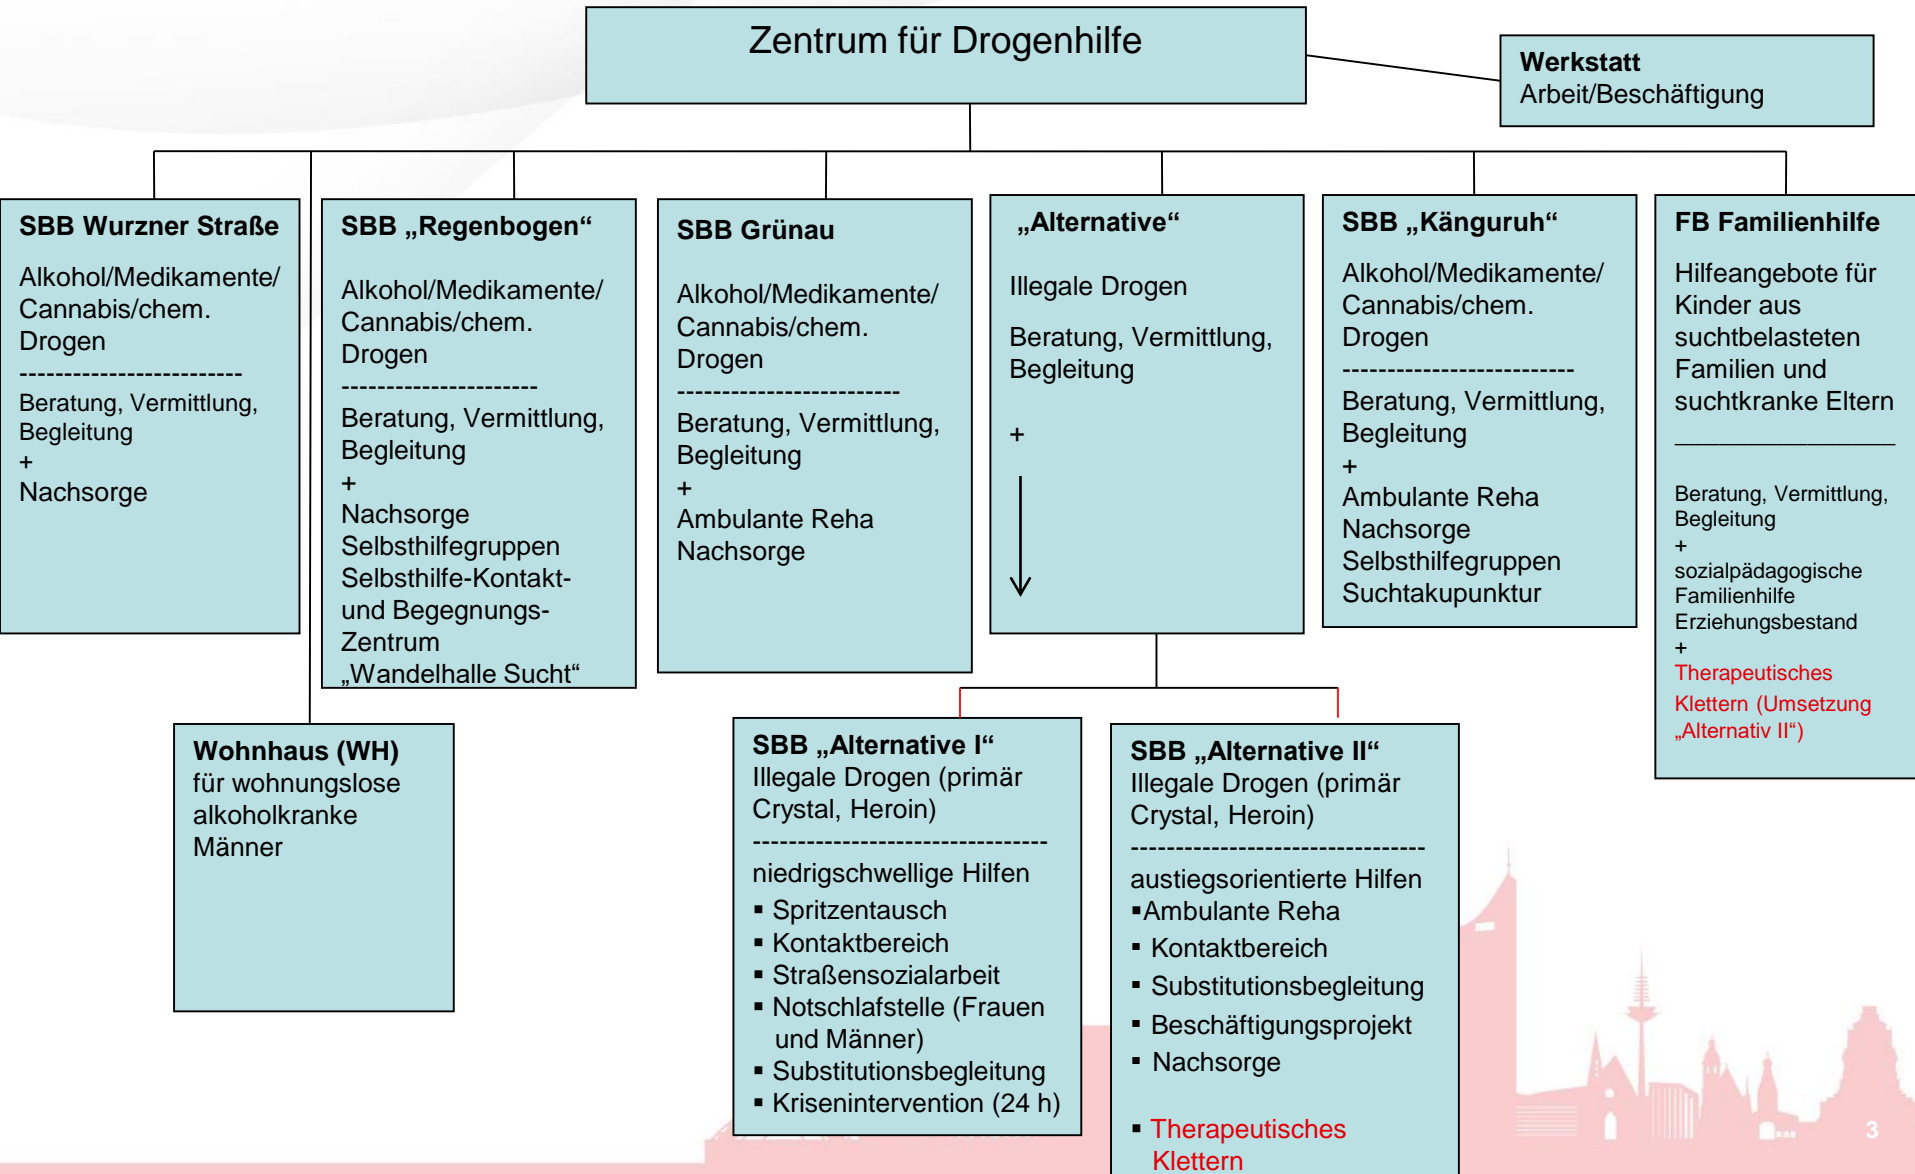 Zentrum für Drogenhilfe
Werkstatt
Arbeit/Beschäftigung
SBB Wurzner Straße
Alkohol/Medikamente/
Cannabis/chem.
Drogen
-------------------------
Beratung, Vermittlung,
Begleitung
+
Nachsorge
SBB „Regenbogen“
Alkohol/Medikamente/
Cannabis/chem.
Drogen
----------------------
Beratung, Vermittlung,
Begleitung
+
Nachsorge
Selbsthilfegruppen
Selbsthilfe-Kontakt-
und Begegnungs-
Zentrum
„Wandelhalle Sucht“
SBB Grünau
Alkohol/Medikamente/
Cannabis/chem.
Drogen
-------------------------
Beratung, Vermittlung,
Begleitung
+
Ambulante Reha
Nachsorge
„Alternative“
Illegale Drogen
Beratung, Vermittlung,
Begleitung
+
SBB „Känguruh“
Alkohol/Medikamente/
Cannabis/chem.
Drogen
--------------------------
Beratung, Vermittlung,
Begleitung
+
Ambulante Reha
Nachsorge
Selbsthilfegruppen
Suchtakupunktur
FB Familienhilfe
Hilfeangebote für
Kinder aus
suchtbelasteten
Familien und
suchtkranke Eltern
____________________
Beratung, Vermittlung,
Begleitung
+
sozialpädagogische
Familienhilfe
Erziehungsbestand
+
Therapeutisches
Klettern (Umsetzung
„Alternativ II“)
Wohnhaus (WH)
für wohnungslose
alkoholkranke
Männer
SBB „Alternative I“
Illegale Drogen (primär
Crystal, Heroin)
---------------------------------
niedrigschwellige Hilfen
▪ Spritzentausch
▪ Kontaktbereich
▪ Straßensozialarbeit
▪ Notschlafstelle (Frauen
und Männer)
▪ Substitutionsbegleitung
▪ Krisenintervention (24 h)
SBB „Alternative II“
Illegale Drogen (primär
Crystal, Heroin)
---------------------------------
austiegsorientierte Hilfen
▪Ambulante Reha
▪ Kontaktbereich
▪ Substitutionsbegleitung
▪ Beschäftigungsprojekt
▪ Nachsorge
▪ Therapeutisches
Klettern
3